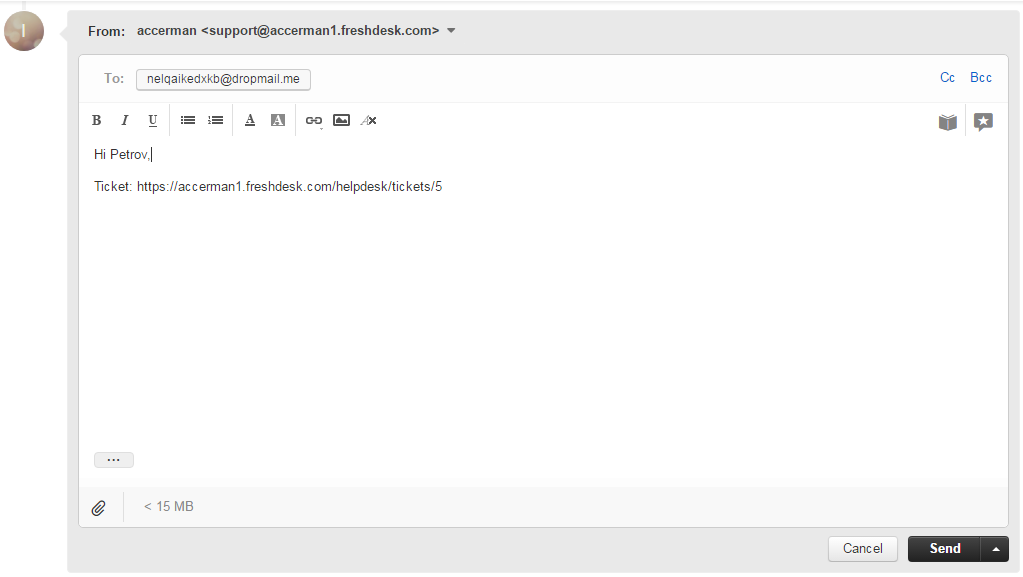 I
From: accerman <support@accerman1.freshdesk.com>
To: nelqaikedxkb@dropmail.me Cc Bcc
B I U A A A×
Hi Petrov,
Ticket: https://accerman1.freshdesk.com/helpdesk/tickets/5
...
< 15 MB
Cancel Send